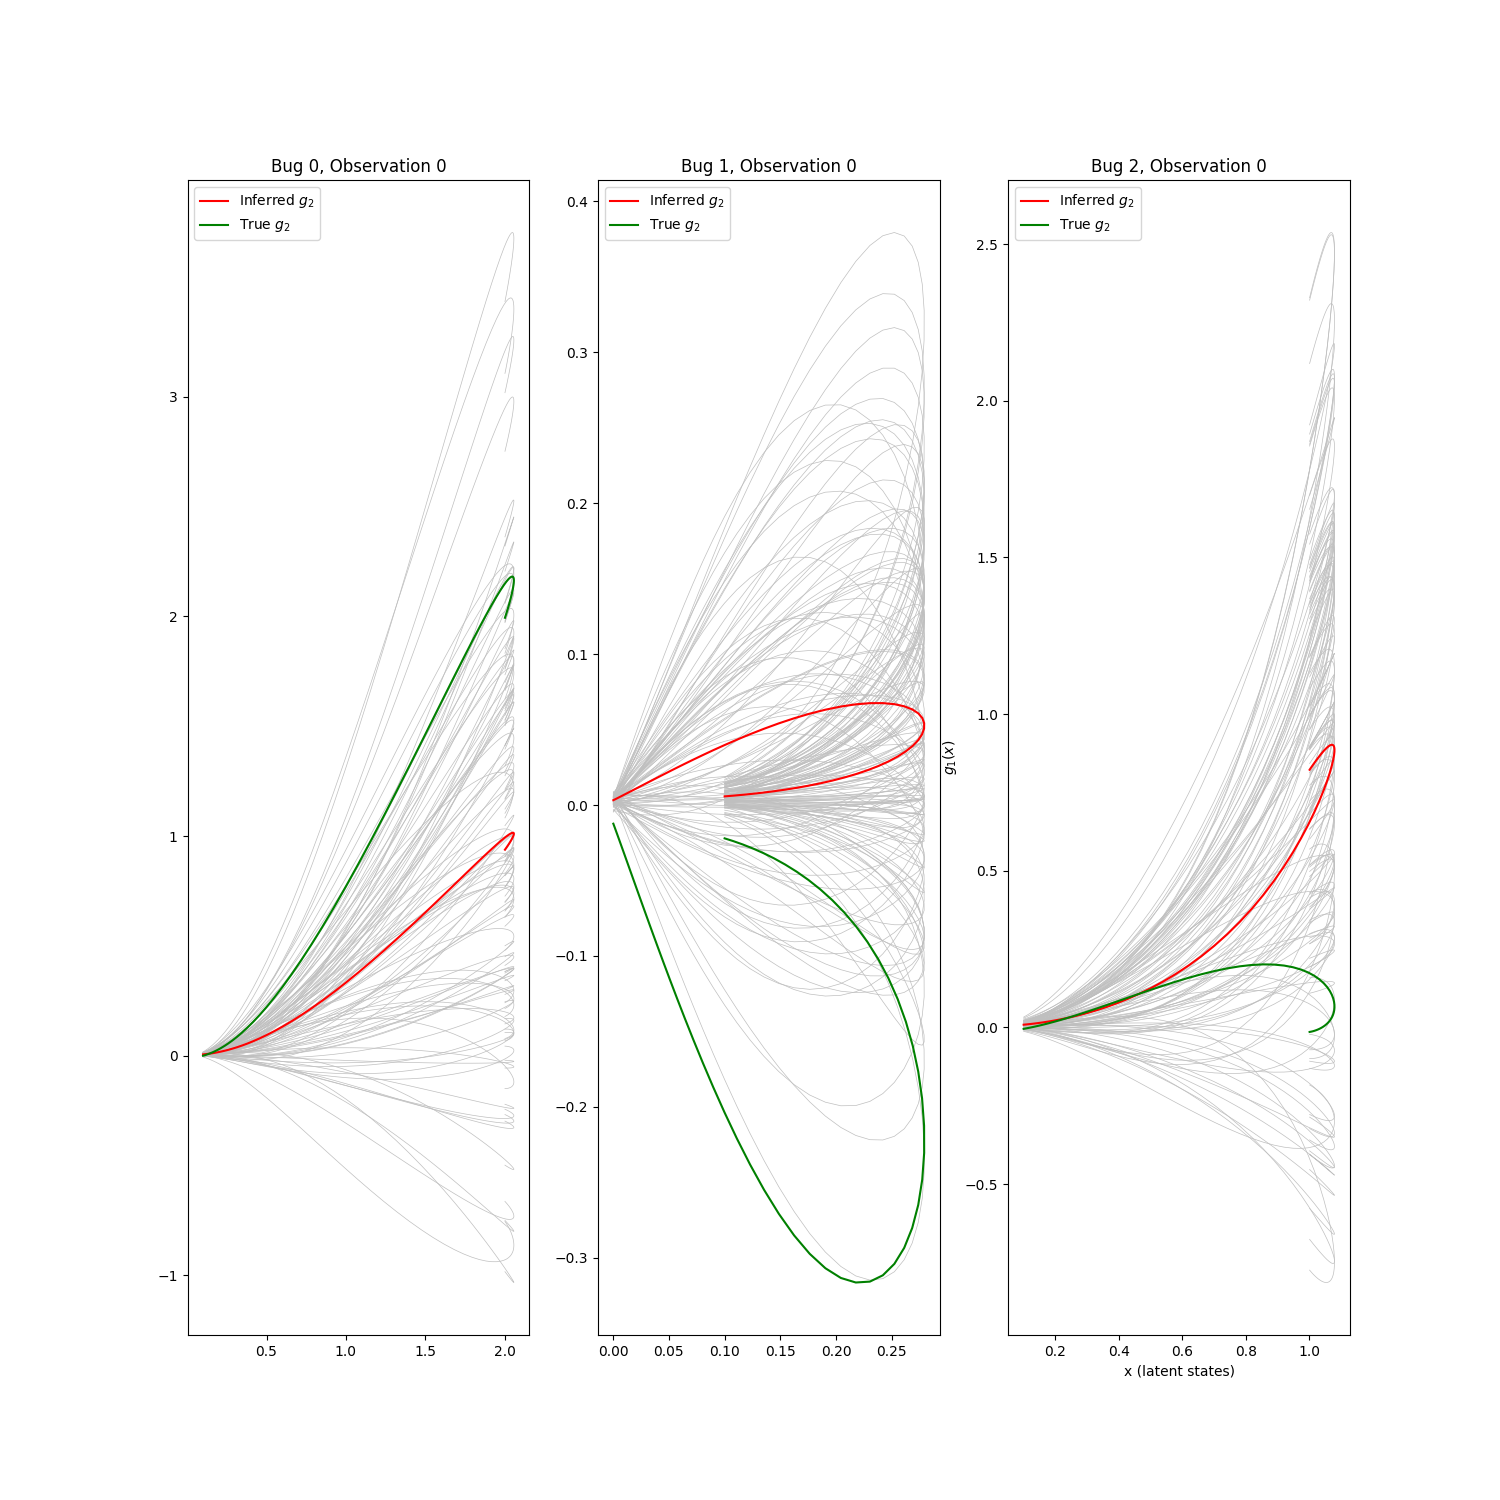 Bug 0, Observation 0
Inferred g₂
True g₂
3
2
1
0
−1
0.5 1.0 1.5 2.0
Bug 1, Observation 0
Inferred g₂
True g₂
0.4
0.3
0.2
0.1
0.0
−0.1
−0.2
−0.3
0.00 0.05 0.10 0.15 0.20 0.25
Bug 2, Observation 0
Inferred g₂
True g₂
g₁(x)
2.5
2.0
1.5
1.0
0.5
0.0
−0.5
0.2 0.4 0.6 0.8 1.0
x (latent states)